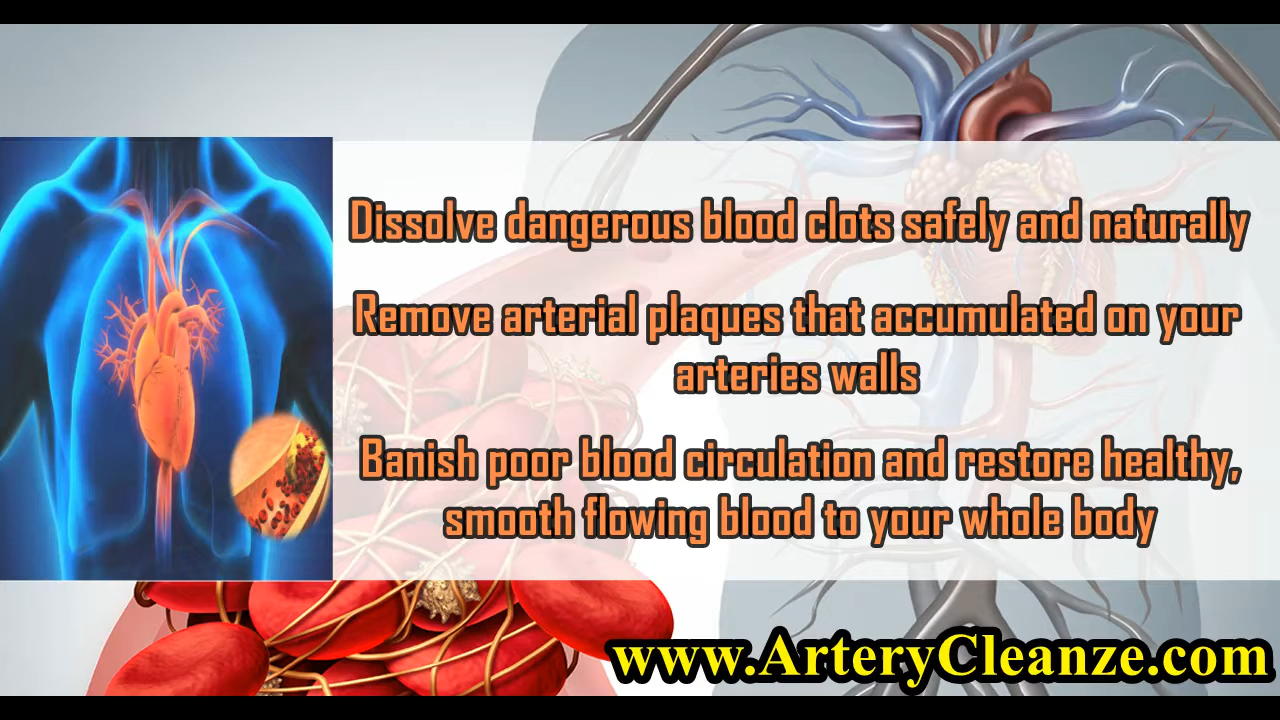 Dissolve dangerous blood clots safely and naturally
Remove arterial plaques that accumulated on your
arteries walls
Banish poor blood circulation and restore healthy,
smooth flowing blood to your whole body
www.ArteryCleanze.com